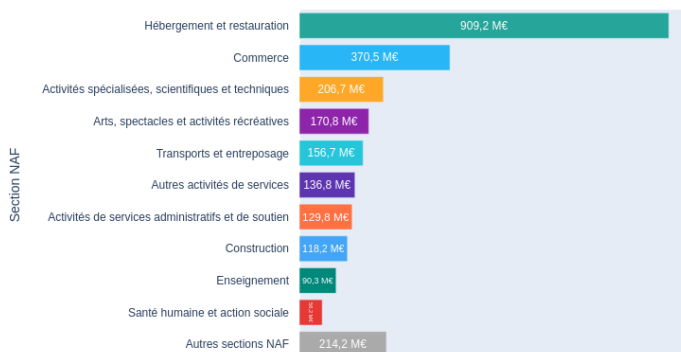 Section NAF
Hébergement et restauration 909,2 M€
Commerce 370,5 M€
Activités spécialisées, scientifiques et techniques 206,7 M€
Arts, spectacles et activités récréatives 170,8 M€
Transports et entreposage 156,7 M€
Autres activités de services 136,8 M€
Activités de services administratifs et de soutien 129,8 M€
Construction 118,2 M€
Enseignement 90,3 M€
Santé humaine et action sociale
Autres sections NAF 214,2 M€